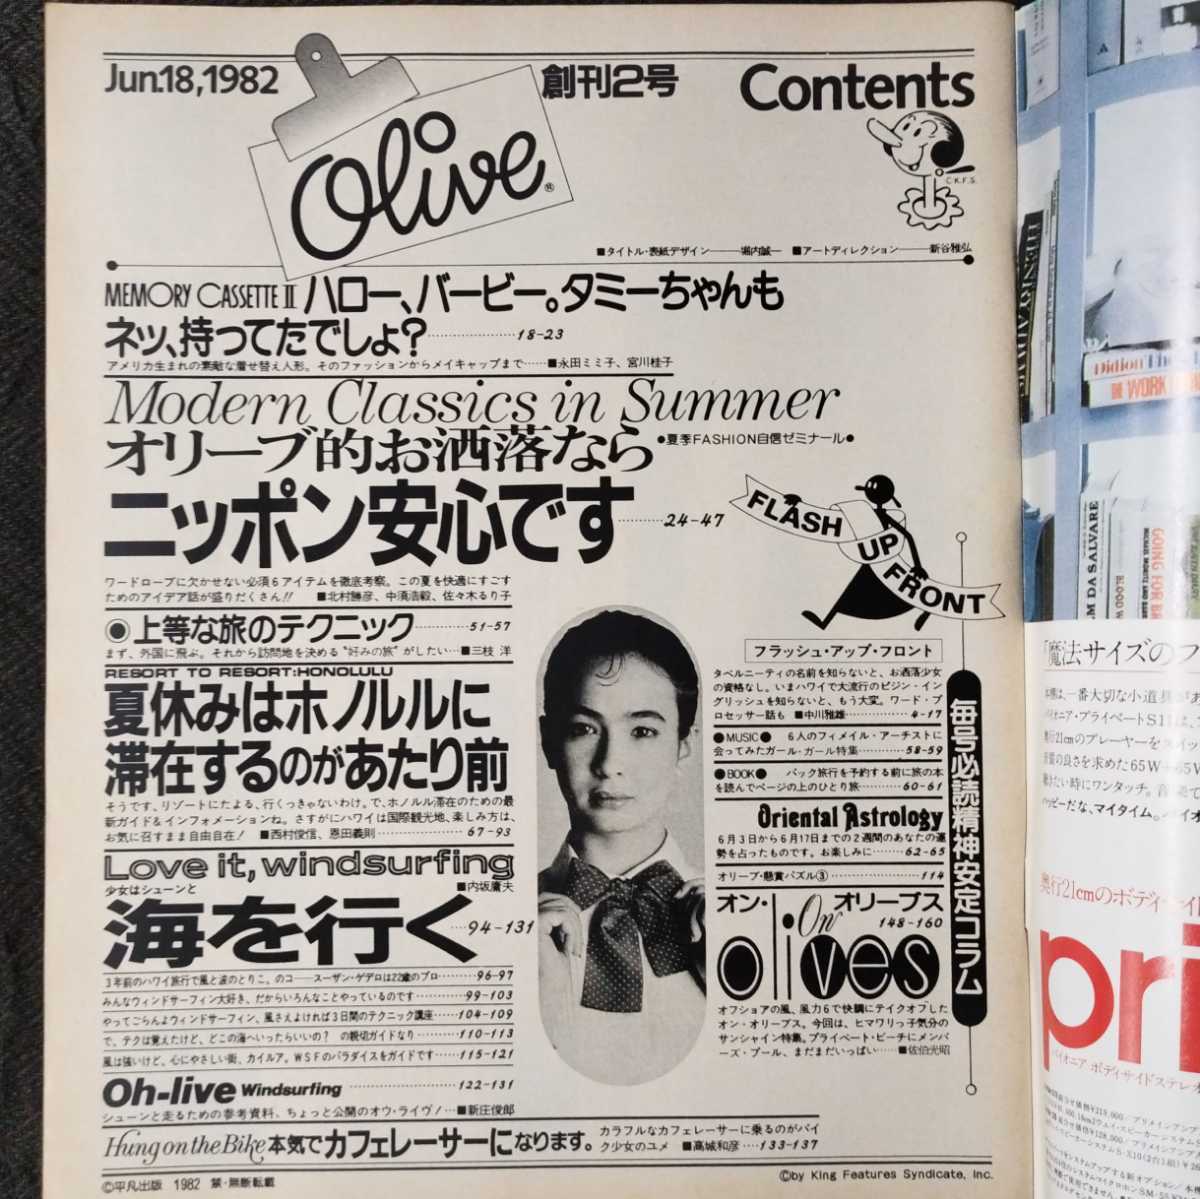 Jun.18,1982
創刊2号
Contents
Olive®
C.K.F.S.
■タイトル・表紙デザイン――堀内誠一 ■アートディレクション――新谷雅弘
MEMORY CASSETTE II ハロー、バービー。タミーちゃんも
ネッ、持ってたでしょ?…………18-23
アメリカ生まれの素敵な着せ替え人形。そのファッションからメイキャップまで……■永田ミミ子、宮川桂子
Modern Classics in Summer
オリーブ的お洒落なら
●夏季FASHION自信ゼミナール●
ニッポン安心です………24-47
ワードローブに欠かせない必須6アイテムを徹底考察。この夏を快適にすごす
ためのアイデア話が盛りだくさん!! ■北村勝彦、中須浩毅、佐々木るり子
◉上等な旅のテクニック…………51-57
まず、外国に飛ぶ。それから訪問地を決める“好みの旅”がしたい…■三枝 洋
RESORT TO RESORT:HONOLULU
夏休みはホノルルに
滞在するのがあたり前
そうです、リゾートにたよる、行くっきゃないわけ。で、ホノルル滞在のための最
新ガイド&インフォメーションね。さすがにハワイは国際観光地、楽しみ方は、
お気に召すまま自由自在! ■西村俊信、恩田義則………67-93
Love it, windsurfing
少女はシューンと
■内坂庸夫
海を行く…94-131
3年前のハワイ旅行で風と波のとりこ。のコ――スーザン・ゲデロは22歳のプロ………96-97
みんなウィンドサーフィン大好き、だからいろんなことやっているのです…………99-103
やってごらんよウィンドサーフィン、風さえよければ3日間のテクニック講座……104-109
で、テクは覚えたけど、どこの海へいったらいいの? の親切ガイドなり……110-113
風は強いけど、心にやさしい街、カイルア。WSFのパラダイスをガイドです……115-121
Oh-live Windsurfing …………122-131
シューンと走るための参考資料、ちょっと公開のオウ・ライヴ!…■新庄俊郎
Hung on the Bike 本気でカフェレーサーになります。
カラフルなカフェレーサーに乗るのがバイ
ク少女のユメ ■高城和彦…133-137
©平凡出版 1982 禁・無断転載
©by King Features Syndicate, Inc.
FLASH
UP
FRONT
フラッシュ・アップ・フロント
タベルニーティの名前を知らないと、お洒落少女
の資格なし。いまハワイで大流行のピジン・イン
グリッシュを知らないと、もう大変。ワード・プ
ロセッサー話も ■中川雅雄………4-17
●MUSIC● 6人のフィメイル・アーチストに
会ってみたガール・ガール特集………58-59
●BOOK● パック旅行を予約する前に旅の本
を読んでページの上のひとり旅………60-61
Oriental Astrology
6月3日から6月17日までの2週間のあなたの運
勢を占ったものです。お楽しみに………62-65
オリーブ・懸賞パズル③…………114
オン・オリーブス
148-160
On
olives
オフショアの風、風力6で快調にテイクオフした
オン・オリーブス。今回は、ヒマワリっ子気分の
サンシャイン特集。プライベート・ビーチにメンバ
ーズ・プール、まだまだいっぱい……■佐伯光昭
毎号必読精神安定コラム
Didion
WORK
DA SALVARE
GOING FOR
BLOOD
「魔法サイズのフ
奥行21cmのボディ・サイド
pri
パイオニア ボディサイドステレオ